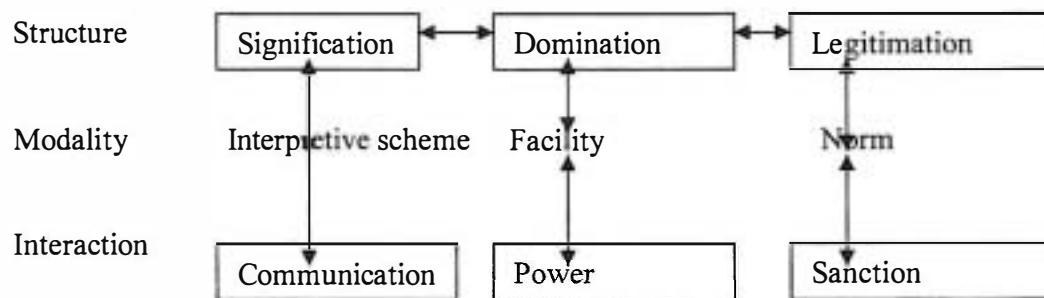 Structure Signification Domination Legitimation
Modality Interpretive scheme Facility Norm
Interaction
Communication Power Sanction